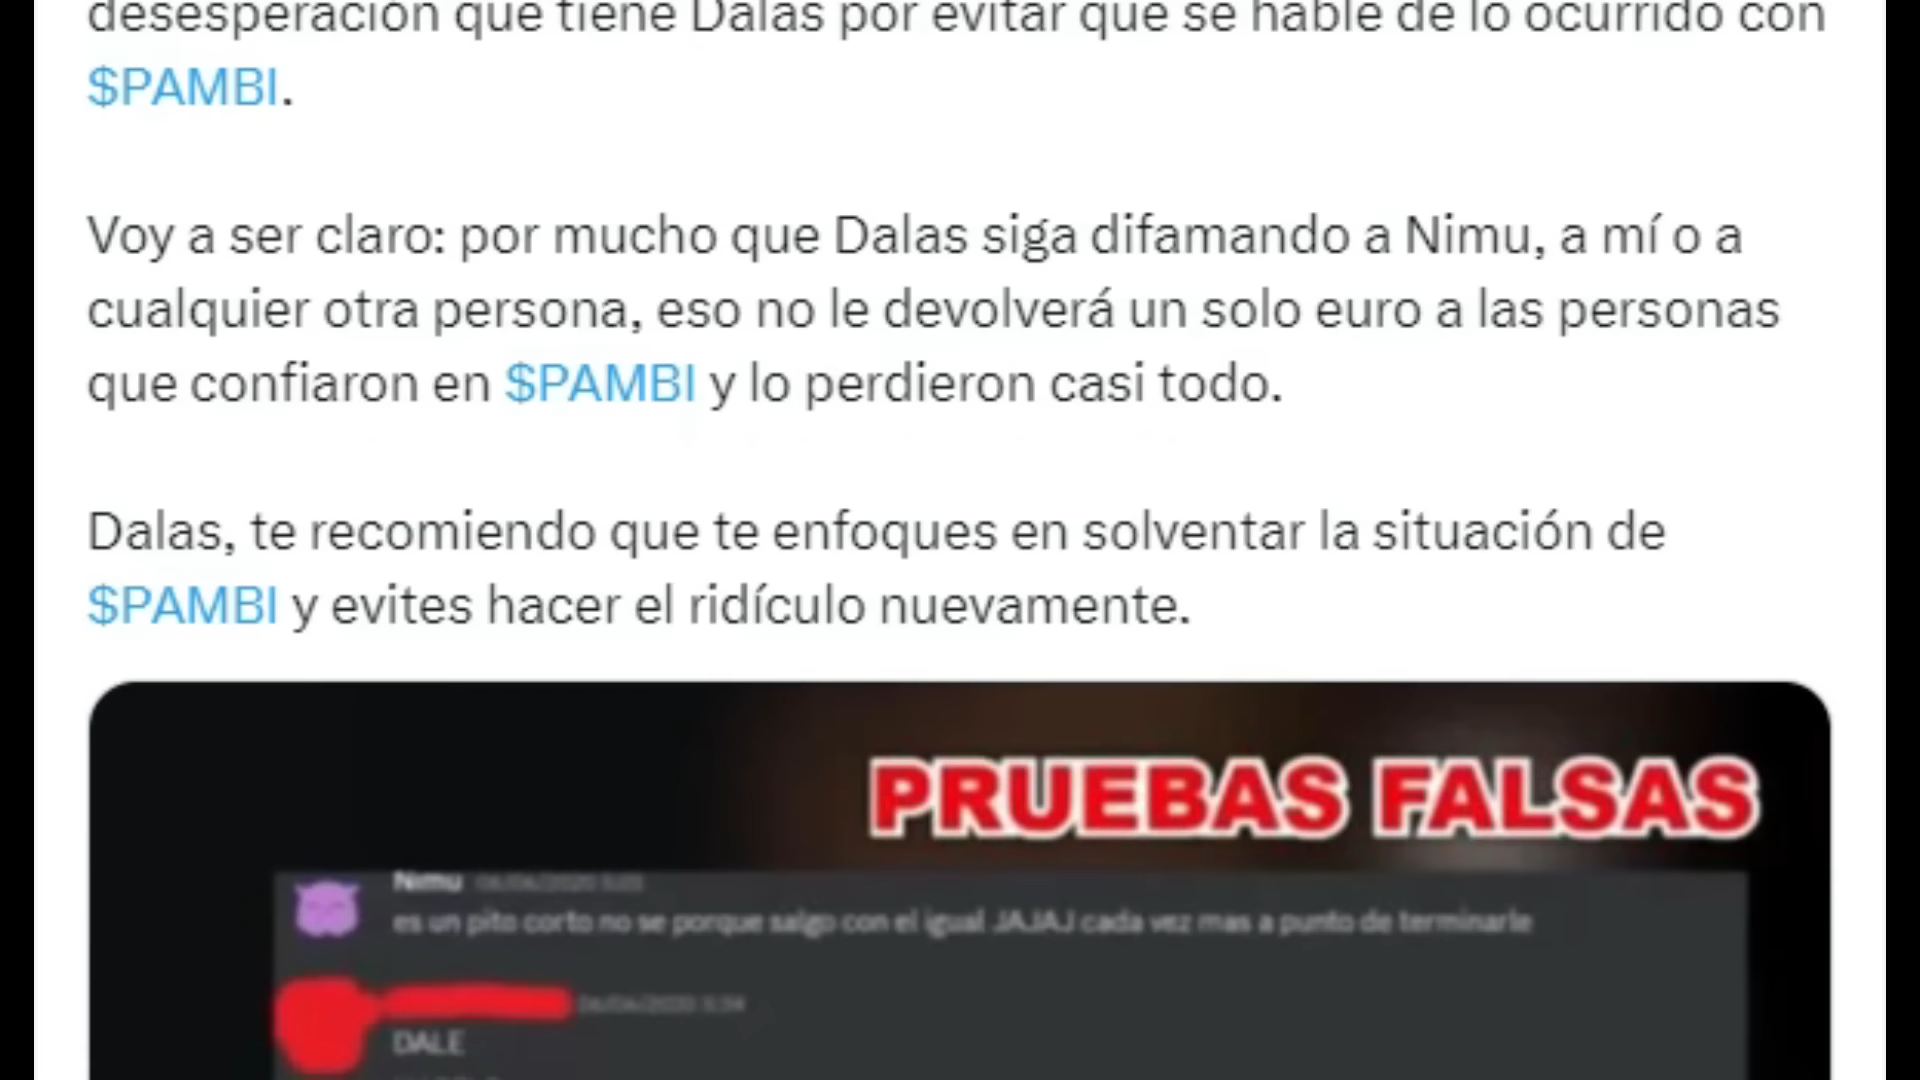 desesperación que tiene Dalas por evitar que se hable de lo ocurrido con
$PAMBI.
Voy a ser claro: por mucho que Dalas siga difamando a Nimu, a mí o a
cualquier otra persona, eso no le devolverá un solo euro a las personas
que confiaron en $PAMBI y lo perdieron casi todo.
Dalas, te recomiendo que te enfoques en solventar la situación de
$PAMBI y evites hacer el ridículo nuevamente.
PRUEBAS FALSAS
Nimu
es un pito corto no se porque salgo con el igual JAJAJ cada vez mas a punto de terminarle
DALE